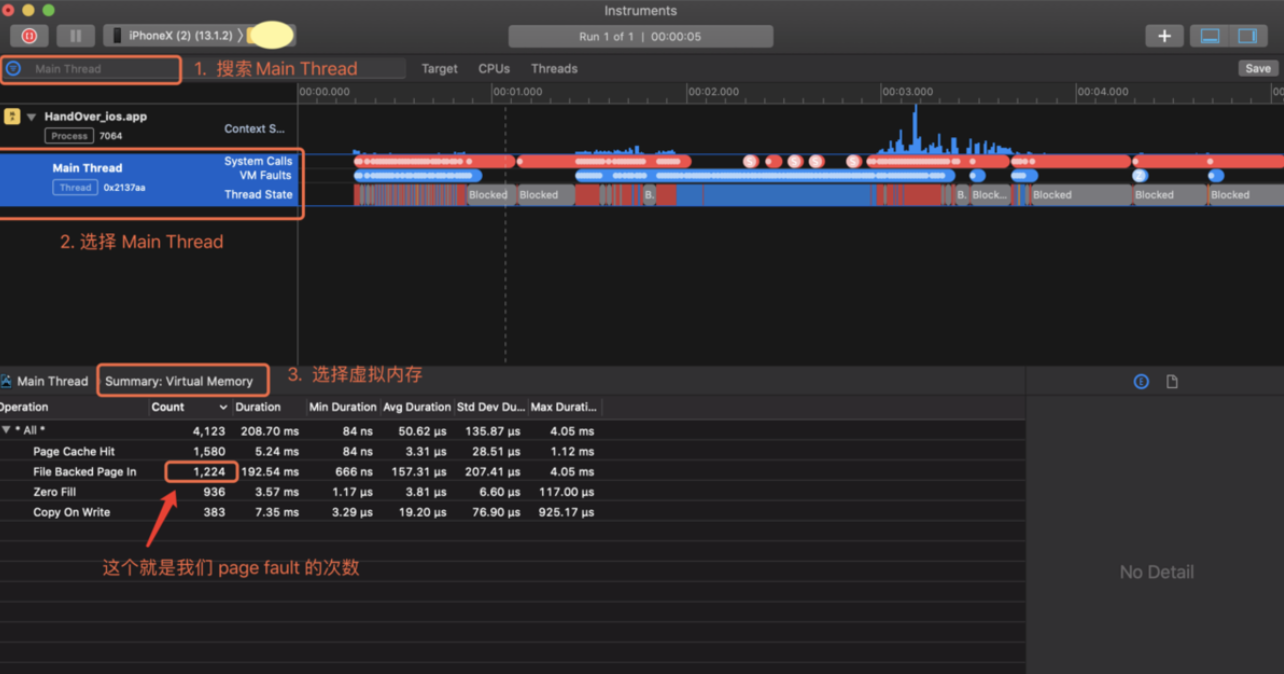 Instruments
iPhoneX (2) (13.1.2)
Run 1 of 1 | 00:00:05
Main Thread
1. 搜索Main Thread
Target CPUs Threads
Save
00:00.000 00:01.000 00:02.000 00:03.000 00:04.000 00
HandOver_ios.app
Process 7064
Context S...
Main Thread
Thread 0x2137aa
System Calls
S S S S
VM Faults
Thread State
Blocked Blocked B. B. Block... Blocked Blocked Blocked
2. 选择 Main Thread
Main Thread
Summary: Virtual Memory
3. 选择虚拟内存
Operation Count Duration Min Duration Avg Duration Std Dev Du... Max Durati...
* All * 4,123 208.70 ms 84 ns 50.62 µs 135.87 µs 4.05 ms
Page Cache Hit 1,580 5.24 ms 84 ns 3.31 µs 28.51 µs 1.12 ms
File Backed Page In 1,224 192.54 ms 666 ns 157.31 µs 207.41 µs 4.05 ms
Zero Fill 936 3.57 ms 1.17 µs 3.81 µs 6.60 µs 117.00 µs
Copy On Write 383 7.35 ms 3.29 µs 19.20 µs 76.90 µs 925.17 µs
这个就是我们 page fault 的次数
No Detail